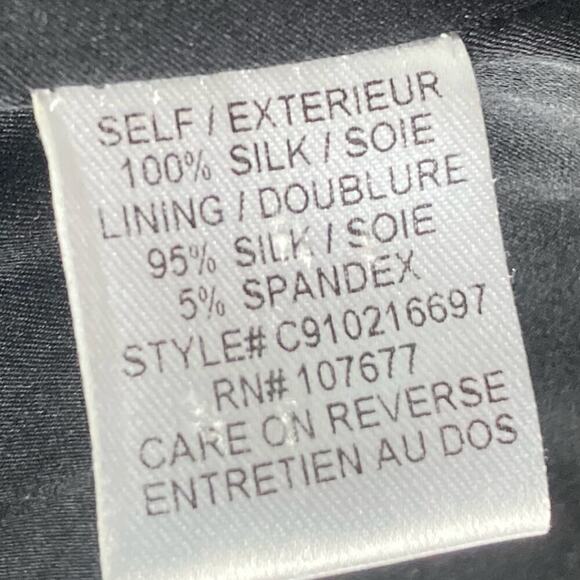 SELF / EXTERIEUR
100% SILK / SOIE
LINING / DOUBLURE
95% SILK / SOIE
5% SPANDEX
STYLE# C910216697
RN# 107677
CARE ON REVERSE
ENTRETIEN AU DOS